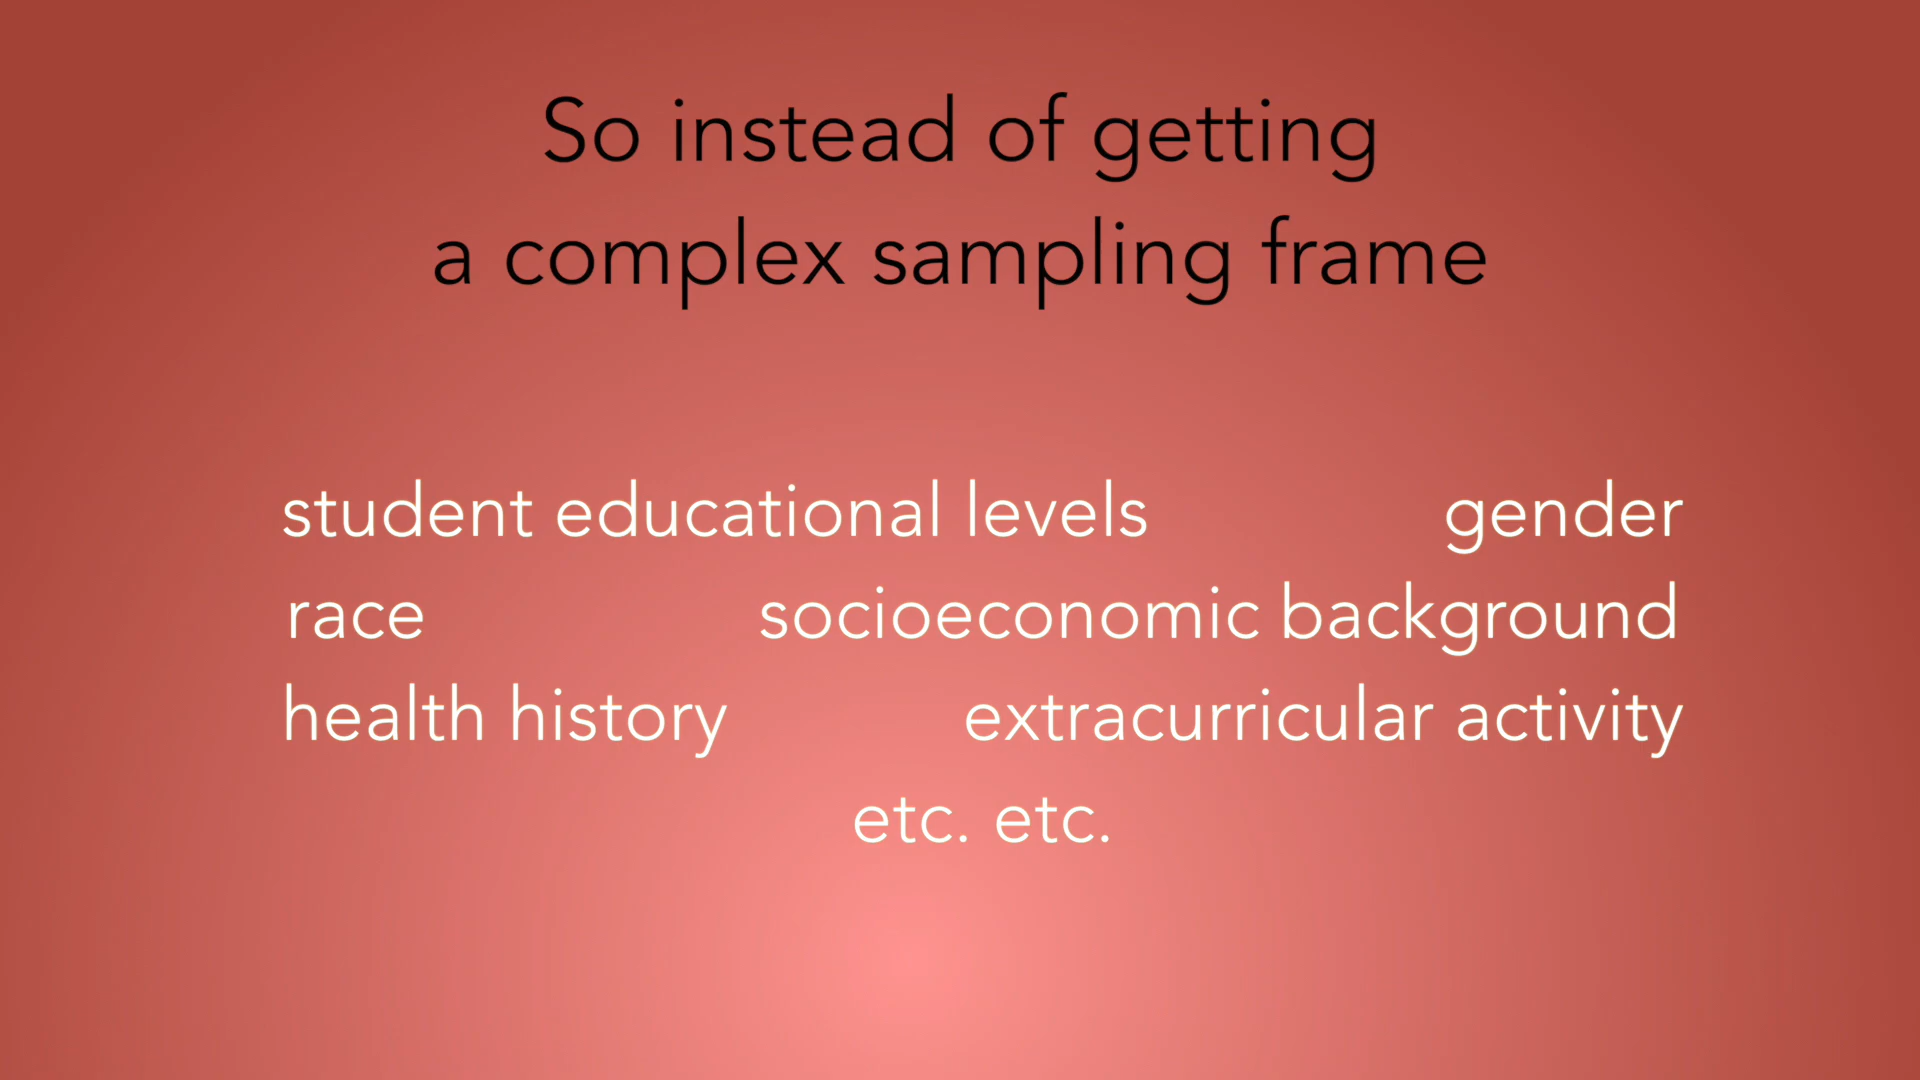 So instead of getting
a complex sampling frame
student educational levels gender
race socioeconomic background
health history extracurricular activity
etc. etc.